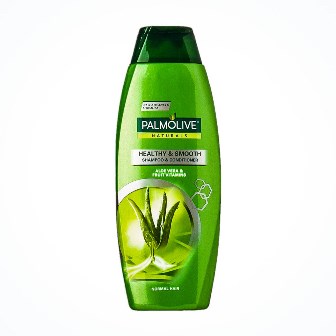 PALMOLIVE
NATURALS
HEALTHY & SMOOTH
SHAMPOO & CONDITIONER
ALOE VERA &
FRUIT VITAMINS
NORMAL HAIR